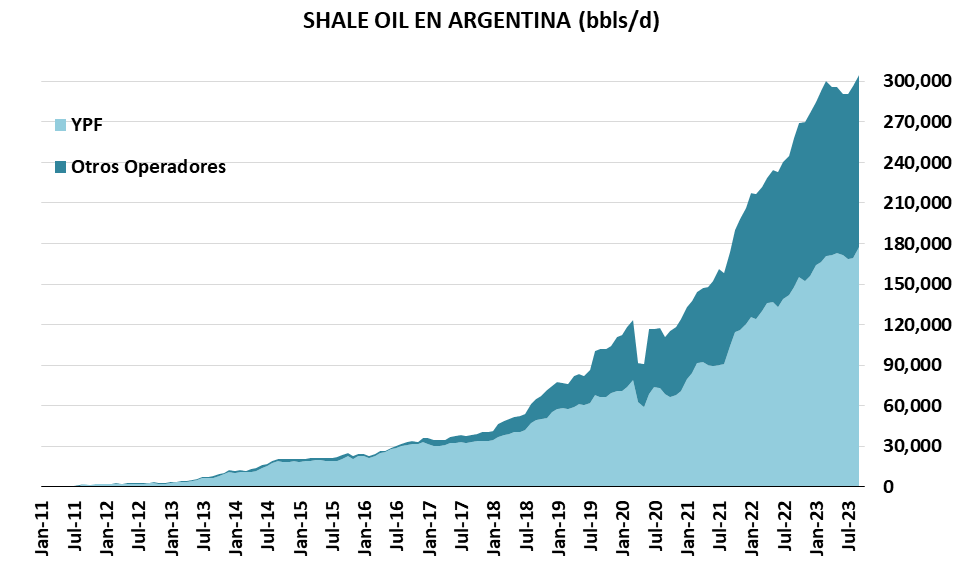 SHALE OIL EN ARGENTINA (bbls/d)
YPF
Otros Operadores
300,000
270,000
240,000
210,000
180,000
150,000
120,000
90,000
60,000
30,000
0
Jan-11
Jul-11
Jan-12
Jul-12
Jan-13
Jul-13
Jan-14
Jul-14
Jan-15
Jul-15
Jan-16
Jul-16
Jan-17
Jul-17
Jan-18
Jul-18
Jan-19
Jul-19
Jan-20
Jul-20
Jan-21
Jul-21
Jan-22
Jul-22
Jan-23
Jul-23